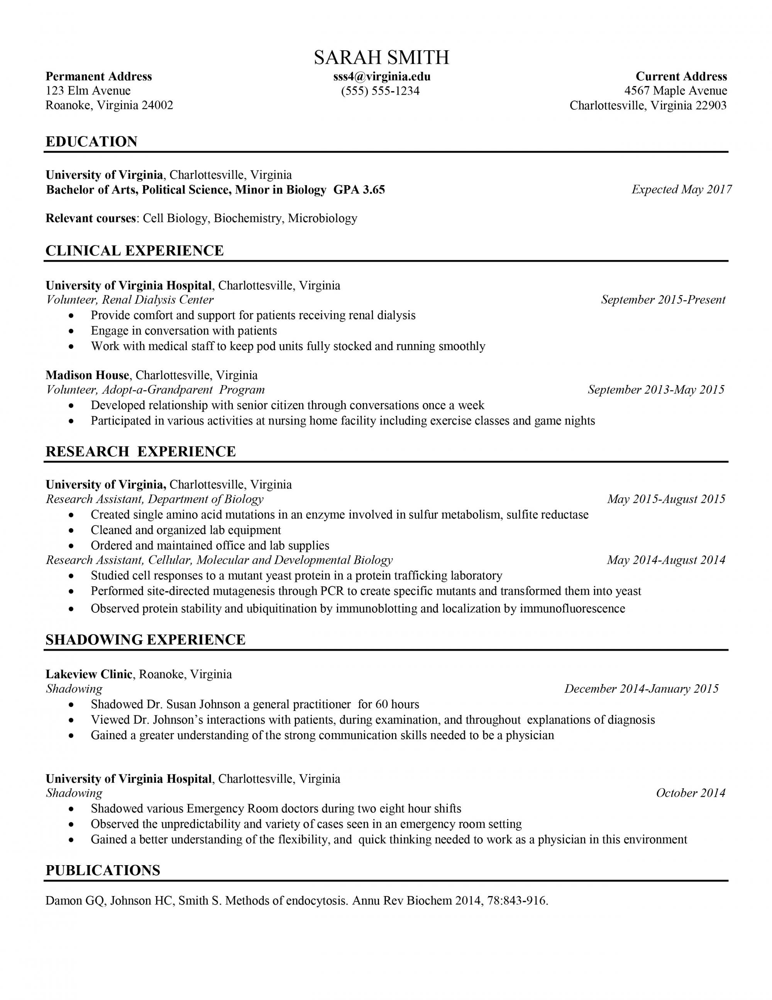 SARAH SMITH
Permanent Address sss4@virginia.edu Current Address
123 Elm Avenue (555) 555-1234 4567 Maple Avenue
Roanoke, Virginia 24002 Charlottesville, Virginia 22903
EDUCATION
University of Virginia, Charlottesville, Virginia
Bachelor of Arts, Political Science, Minor in Biology GPA 3.65 Expected May 2017
Relevant courses: Cell Biology, Biochemistry, Microbiology
CLINICAL EXPERIENCE
University of Virginia Hospital, Charlottesville, Virginia
Volunteer, Renal Dialysis Center September 2015-Present
• Provide comfort and support for patients receiving renal dialysis
• Engage in conversation with patients
• Work with medical staff to keep pod units fully stocked and running smoothly
Madison House, Charlottesville, Virginia
Volunteer, Adopt-a-Grandparent Program September 2013-May 2015
• Developed relationship with senior citizen through conversations once a week
• Participated in various activities at nursing home facility including exercise classes and game nights
RESEARCH EXPERIENCE
University of Virginia, Charlottesville, Virginia
Research Assistant, Department of Biology May 2015-August 2015
• Created single amino acid mutations in an enzyme involved in sulfur metabolism, sulfite reductase
• Cleaned and organized lab equipment
• Ordered and maintained office and lab supplies
Research Assistant, Cellular, Molecular and Developmental Biology May 2014-August 2014
• Studied cell responses to a mutant yeast protein in a protein trafficking laboratory
• Performed site-directed mutagenesis through PCR to create specific mutants and transformed them into yeast
• Observed protein stability and ubiquitination by immunoblotting and localization by immunofluorescence
SHADOWING EXPERIENCE
Lakeview Clinic, Roanoke, Virginia
Shadowing December 2014-January 2015
• Shadowed Dr. Susan Johnson a general practitioner for 60 hours
• Viewed Dr. Johnson’s interactions with patients, during examination, and throughout explanations of diagnosis
• Gained a greater understanding of the strong communication skills needed to be a physician
University of Virginia Hospital, Charlottesville, Virginia
Shadowing October 2014
• Shadowed various Emergency Room doctors during two eight hour shifts
• Observed the unpredictability and variety of cases seen in an emergency room setting
• Gained a better understanding of the flexibility, and quick thinking needed to work as a physician in this environment
PUBLICATIONS
Damon GQ, Johnson HC, Smith S. Methods of endocytosis. Annu Rev Biochem 2014, 78:843-916.